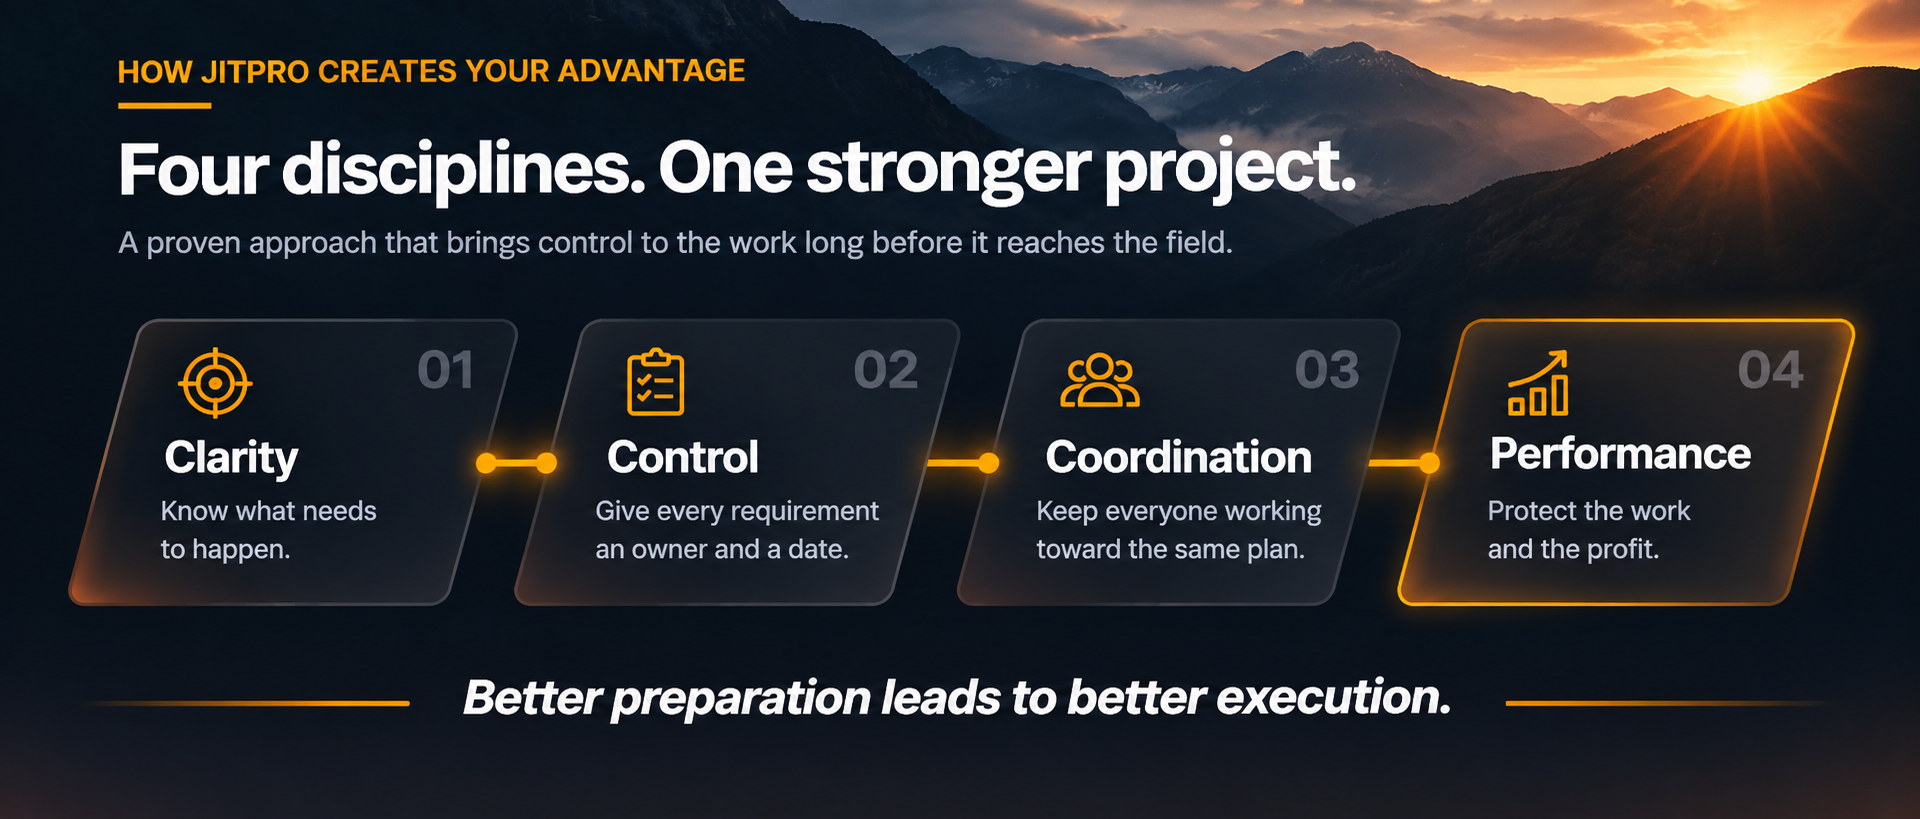 HOW JITPRO CREATES YOUR ADVANTAGE
Four disciplines. One stronger project.
A proven approach that brings control to the work long before it reaches the field.
01
Clarity
Know what needs
to happen.
02
Control
Give every requirement
an owner and a date.
03
Coordination
Keep everyone working
toward the same plan.
04
Performance
Protect the work
and the profit.
Better preparation leads to better execution.